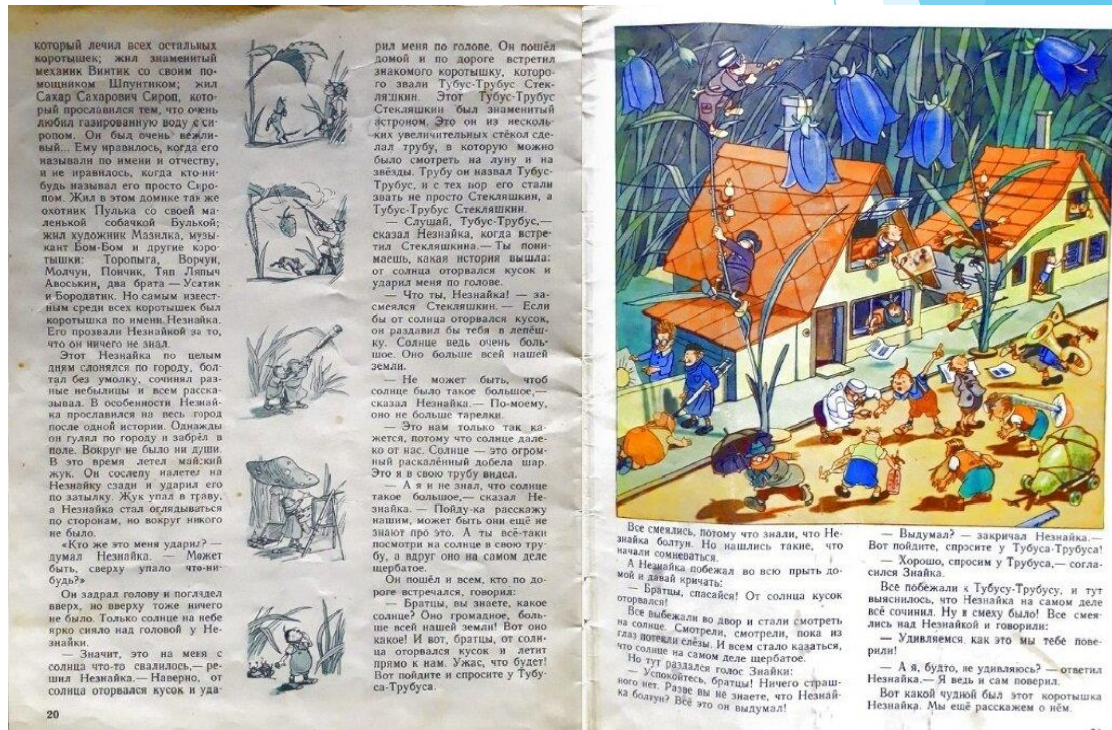 который лечил всех остальных
коротышек; жил знаменитый
механик Винтик со своим по-
мощником Шпунтиком; жил
Сахар Сахарович Сироп, кото-
рый прославился тем, что очень
любил газированную воду с си-
ропом. Он был очень вежли-
вый... Ему нравилось, когда его
называли по имени и отчеству,
и не нравилось, когда кто-ни-
будь называл его просто Сиро-
пом. Жил в этом домике так же
охотник Пулька со своей ма-
ленькой собачкой Булькой;
жил художник Мазилка, музы-
кант Бом-Бом и другие коро-
тышки: Торопыга, Ворчун,
Молчун, Пончик, Тяп Ляпыч
Авоськин, два брата — Усатик
и Бородатик. Но самым извест-
ным среди всех коротышек был
коротышка по имени Незнайка.
Его прозвали Незнайкой за то,
что он ничего не знал.
Этот Незнайка по целым
дням слонялся по городу, бол-
тал без умолку, сочинял раз-
ные небылицы и всем расска-
зывал. В особенности Незнай-
ка прославился на весь город
после одной истории. Однажды
он гулял по городу и забрёл в
поле. Вокруг не было ни души.
В это время летел майский
жук. Он сослепу налетел на
Незнайку сзади и ударил его
по затылку. Жук упал в траву,
а Незнайка стал оглядываться
по сторонам, но вокруг никого
не было.
«Кто же это меня ударил? —
думал Незнайка. — Может
быть, сверху упало что-ни-
будь?»
Он задрал голову и поглядел
вверх, но вверху тоже ничего
не было. Только солнце на небе
ярко сияло над головой у Не-
знайки.
— Значит, это на меня с
солнца что-то свалилось,— ре-
шил Незнайка.— Наверно, от
солнца оторвался кусок и уда-
20
рил меня по голове. Он пошёл
домой и по дороге встретил
знакомого коротышку, которо-
го звали Тубус-Трубус Стек-
ляшкин. Этот Тубус-Трубус
Стекляшкин был знаменитый
астроном. Это он из несколь-
ких увеличительных стёкол сде-
лал трубу, в которую можно
было смотреть на луну и на
звёзды. Трубу он назвал Тубус-
Трубус, и с тех пор его стали
звать не просто Стекляшкин, а
Тубус-Трубус Стекляшкин.
— Слушай, Тубус-Трубус,—
сказал Незнайка, когда встре-
тил Стекляшкина.— Ты пони-
маешь, какая история вышла:
от солнца оторвался кусок и
ударил меня по голове.
— Что ты, Незнайка! — за-
смеялся Стекляшкин. — Если
бы от солнца оторвался кусок,
он раздавил бы тебя в лепёш-
ку. Солнце ведь очень боль-
шое. Оно больше всей нашей
земли.
— Не может быть, чтоб
солнце было такое большое,—
сказал Незнайка.— По-моему,
оно не больше тарелки.
— Это нам только так ка-
жется, потому что солнце дале-
ко от нас. Солнце — это огром-
ный раскалённый добела шар.
Это я в свою трубу видел.
— А я и не знал, что солнце
такое большое,— сказал Не-
знайка. — Пойду-ка расскажу
нашим, может быть они ещё не
знают про это. А ты всё-таки
посмотри на солнце в свою тру-
бу, а вдруг оно на самом деле
щербатое.
Он пошёл и всем, кто по до-
роге встречался, говорил:
— Братцы, вы знаете, какое
солнце? Оно громадное, боль-
ше всей нашей земли! Вот оно
какое! И вот, братцы, от солн-
ца оторвался кусок и летит
прямо к нам. Ужас, что будет!
Вот пойдите и спросите у Тубу-
са-Трубуса.
Все смеялись, потому что знали, что Не-
знайка болтун. Но нашлись такие, что
начали сомневаться.
А Незнайка побежал во всю прыть до-
мой и давай кричать:
— Братцы, спасайся! От солнца кусок
оторвался!
Все выбежали во двор и стали смотреть
на солнце. Смотрели, смотрели, пока из
глаз потекли слёзы. И всем стало казаться,
что солнце на самом деле щербатое.
Но тут раздался голос Знайки:
— Успокойтесь, братцы! Ничего страш-
ного нет. Разве вы не знаете, что Незнай-
ка болтун? Всё это он выдумал!
— Выдумал? — закричал Незнайка.—
Вот пойдите, спросите у Тубуса-Трубуса!
— Хорошо, спросим у Трубуса,— согла-
сился Знайка.
Все побежали к Тубусу-Трубусу, и тут
выяснилось, что Незнайка на самом деле
всё сочинил. Ну и смеху было! Все смея-
лись над Незнайкой и говорили:
— Удивляемся, как это мы тебе пове-
рили!
— А я, будто, не удивляюсь? — ответил
Незнайка.— Я ведь и сам поверил.
Вот какой чудной был этот коротышка
Незнайка. Мы ещё расскажем о нём.